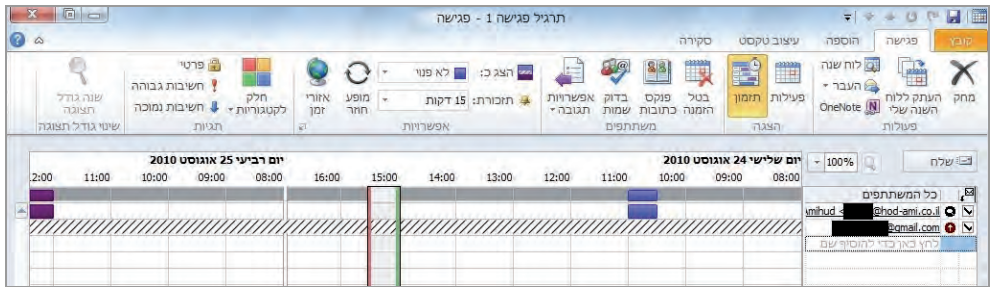 תרגיל פגישה 1 - פגישה
קובץ פגישה הוספה עיצוב טקסט סקירה
מחק
העתק ללוח השנה שלי
לוח שנה
העבר
OneNote
פעולות
פעילות
תזמון
הצגה
בטל הזמנה
פנקס כתובות
בדוק שמות
אפשרויות תגובה
משתתפים
הצג כ: לא פנוי
תזכורת: 15 דקות
מופע חוזר
אזורי זמן
אפשרויות
חלק לקטגוריות
פרטי
חשיבות גבוהה
חשיבות נמוכה
תגיות
שנה גודל תצוגה
שינוי גודל תצוגה
שלח
100%
יום שלישי 24 אוגוסט 2010
יום רביעי 25 אוגוסט 2010
08:00 09:00 10:00 11:00 12:00 13:00 14:00 15:00 16:00 08:00 09:00 10:00 11:00 2:00
כל המשתתפים
mihud < @hod-ami.co.il
@gmail.com
לחץ כאן כדי להוסיף שם